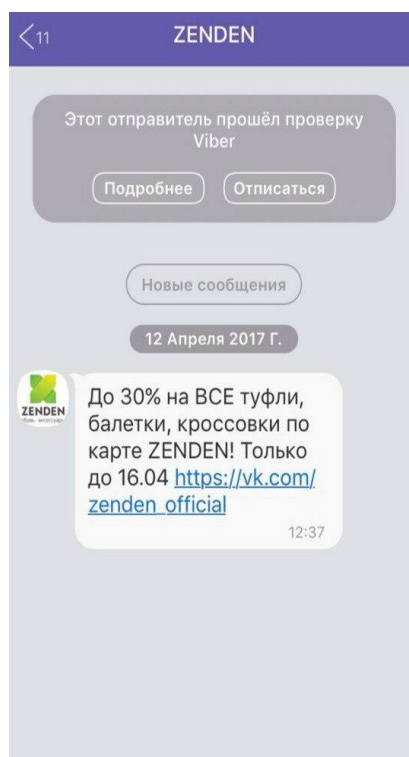 11
ZENDEN
Этот отправитель прошёл проверку
Viber
Подробнее
Отписаться
Новые сообщения
12 Апреля 2017 Г.
ZENDEN
До 30% на ВСЕ туфли,
балетки, кроссовки по
карте ZENDEN! Только
до 16.04 https://vk.com/
zenden_official
12:37